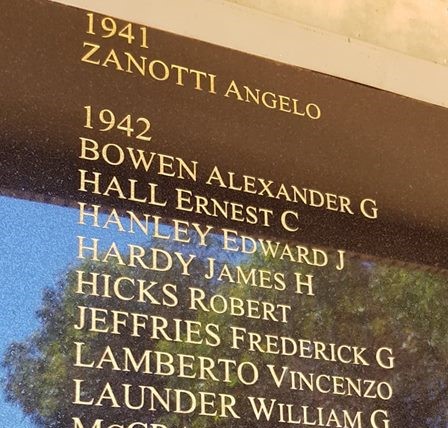 1941
ZANOTTI ANGELO
1942
BOWEN ALEXANDER G
HALL ERNEST C
HANLEY EDWARD J
HARDY JAMES H
HICKS ROBERT
JEFFRIES FREDERICK G
LAMBERTO VINCENZO
LAUNDER WILLIAM G